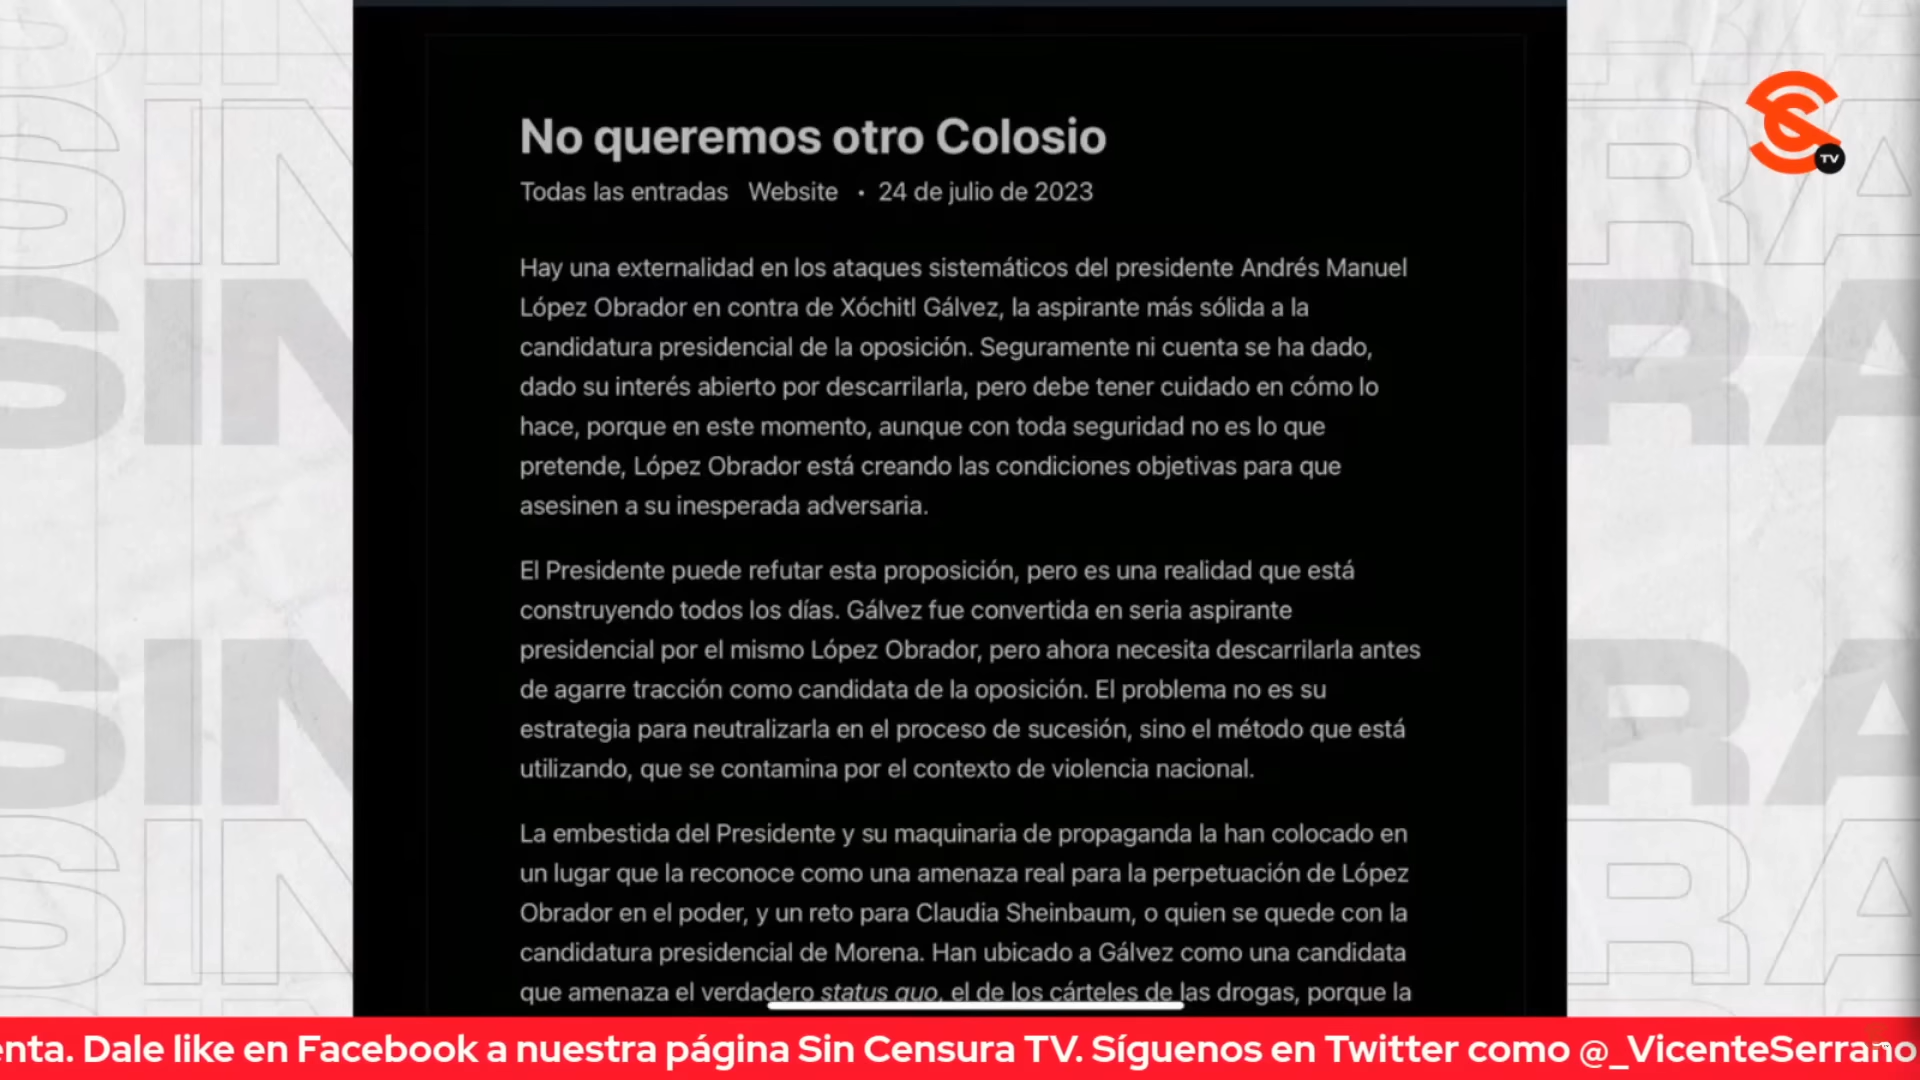 No queremos otro Colosio
Todas las entradas Website • 24 de julio de 2023
Hay una externalidad en los ataques sistemáticos del presidente Andrés Manuel
López Obrador en contra de Xóchitl Gálvez, la aspirante más sólida a la
candidatura presidencial de la oposición. Seguramente ni cuenta se ha dado,
dado su interés abierto por descarrilarla, pero debe tener cuidado en cómo lo
hace, porque en este momento, aunque con toda seguridad no es lo que
pretende, López Obrador está creando las condiciones objetivas para que
asesinen a su inesperada adversaria.
El Presidente puede refutar esta proposición, pero es una realidad que está
construyendo todos los días. Gálvez fue convertida en seria aspirante
presidencial por el mismo López Obrador, pero ahora necesita descarrilarla antes
de agarre tracción como candidata de la oposición. El problema no es su
estrategia para neutralizarla en el proceso de sucesión, sino el método que está
utilizando, que se contamina por el contexto de violencia nacional.
La embestida del Presidente y su maquinaria de propaganda la han colocado en
un lugar que la reconoce como una amenaza real para la perpetuación de López
Obrador en el poder, y un reto para Claudia Sheinbaum, o quien se quede con la
candidatura presidencial de Morena. Han ubicado a Gálvez como una candidata
que amenaza el verdadero status quo, el de los cárteles de las drogas, porque la
TV
SIN
SIN
SIN
SIN
RA
RA
RA
RA
enta. Dale like en Facebook a nuestra página Sin Censura TV. Síguenos en Twitter como @_VicenteSerrano